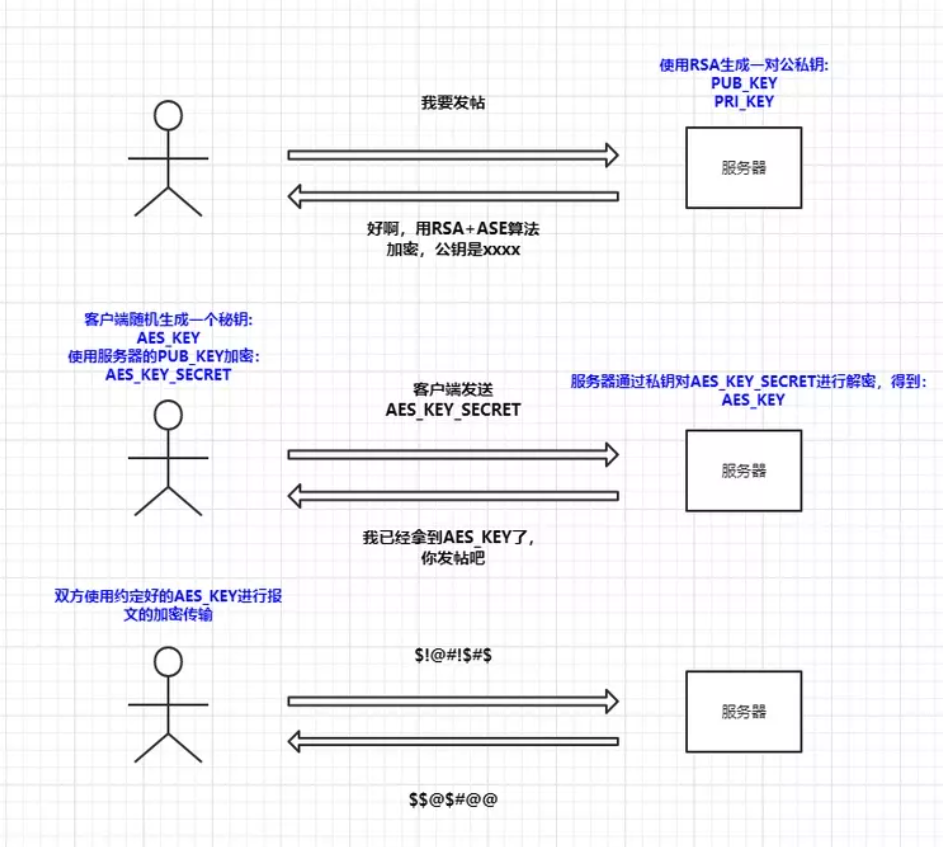 使用RSA生成一对公私钥:
PUB_KEY
PRI_KEY
我要发帖
服务器
好啊，用RSA+ASE算法
加密，公钥是xxxx
客户端随机生成一个秘钥:
AES_KEY
使用服务器的PUB_KEY加密:
AES_KEY_SECRET
客户端发送
AES_KEY_SECRET
服务器通过私钥对AES_KEY_SECRET进行解密，得到:
AES_KEY
服务器
我已经拿到AES_KEY了，
你发帖吧
双方使用约定好的AES_KEY进行报
文的加密传输
$!@#!$#$
服务器
$$@$#@@